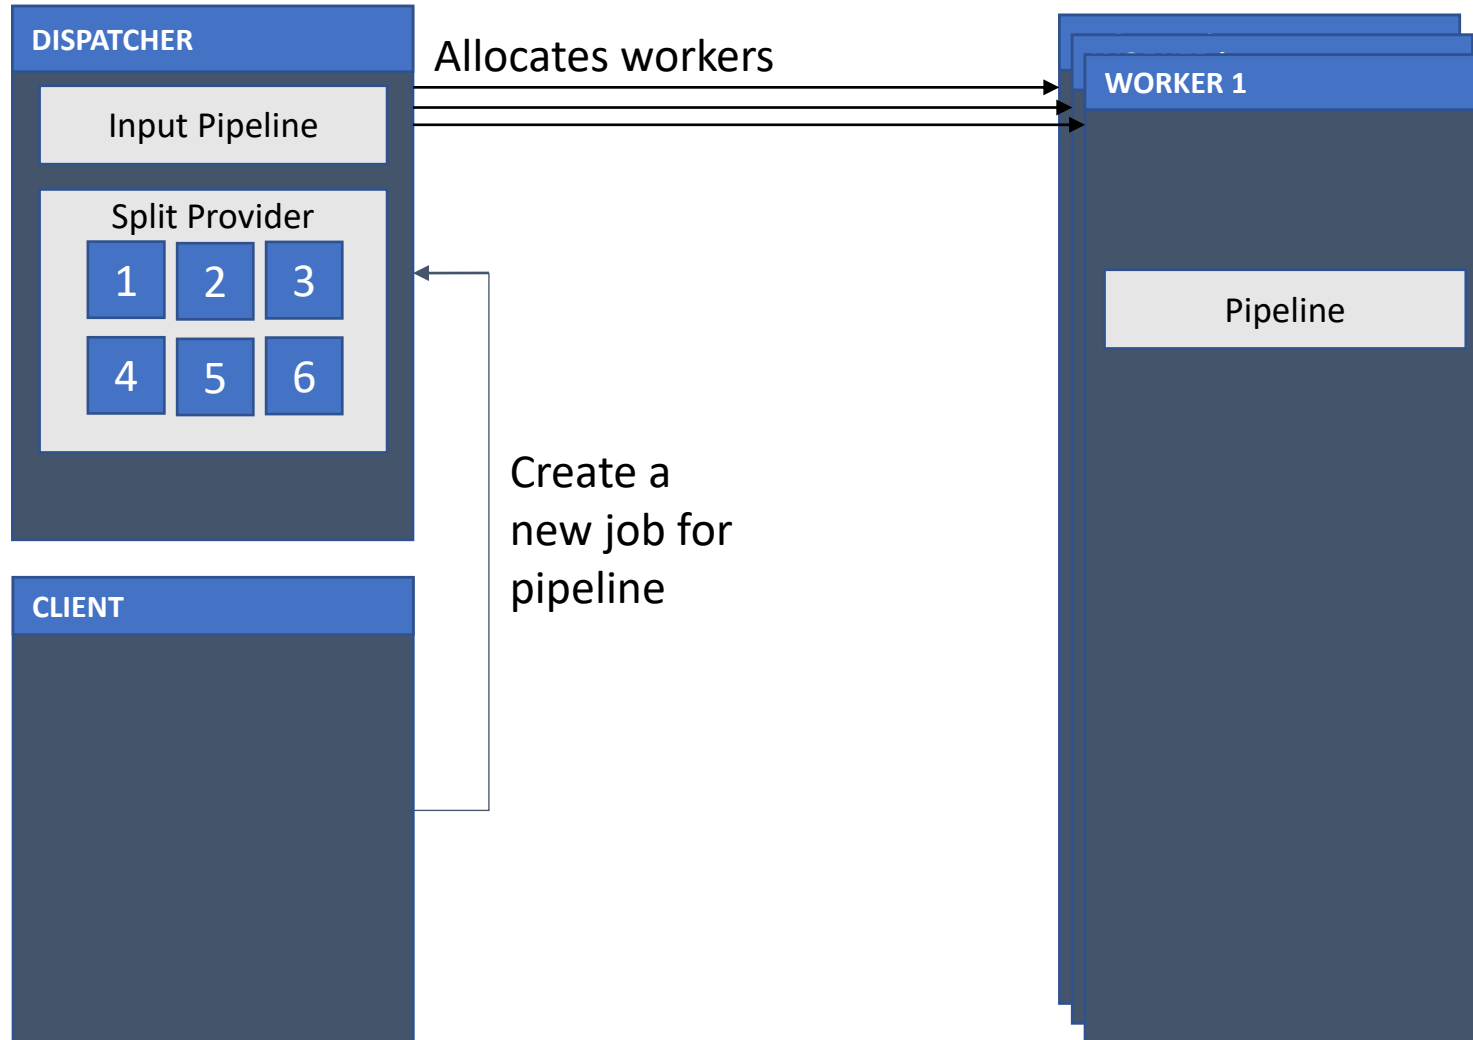 DISPATCHER
Input Pipeline
Split Provider
1 2 3
4 5 6
Allocates workers
WORKER 1
Pipeline
Create a
new job for
pipeline
CLIENT